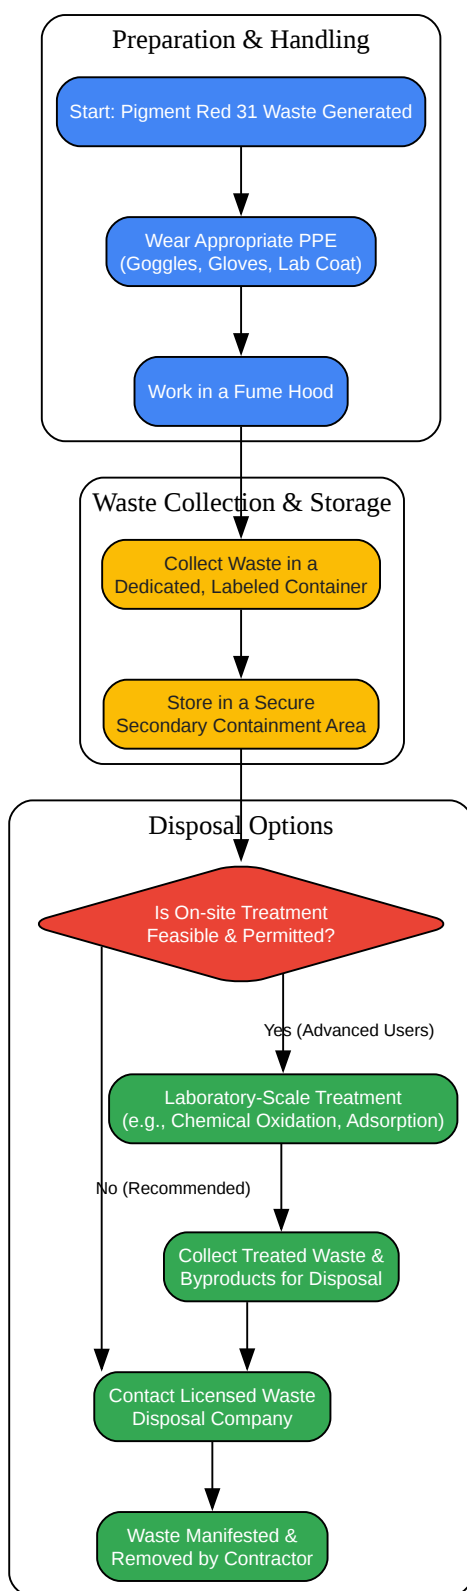 Preparation & Handling
Start: Pigment Red 31 Waste Generated
Wear Appropriate PPE
(Goggles, Gloves, Lab Coat)
Work in a Fume Hood
Waste Collection & Storage
Collect Waste in a
Dedicated, Labeled Container
Store in a Secure
Secondary Containment Area
Disposal Options
Is On-site Treatment
Feasible & Permitted?
Yes (Advanced Users)
Laboratory-Scale Treatment
(e.g., Chemical Oxidation, Adsorption)
No (Recommended)
Collect Treated Waste &
Byproducts for Disposal
Contact Licensed Waste
Disposal Company
Waste Manifested &
Removed by Contractor